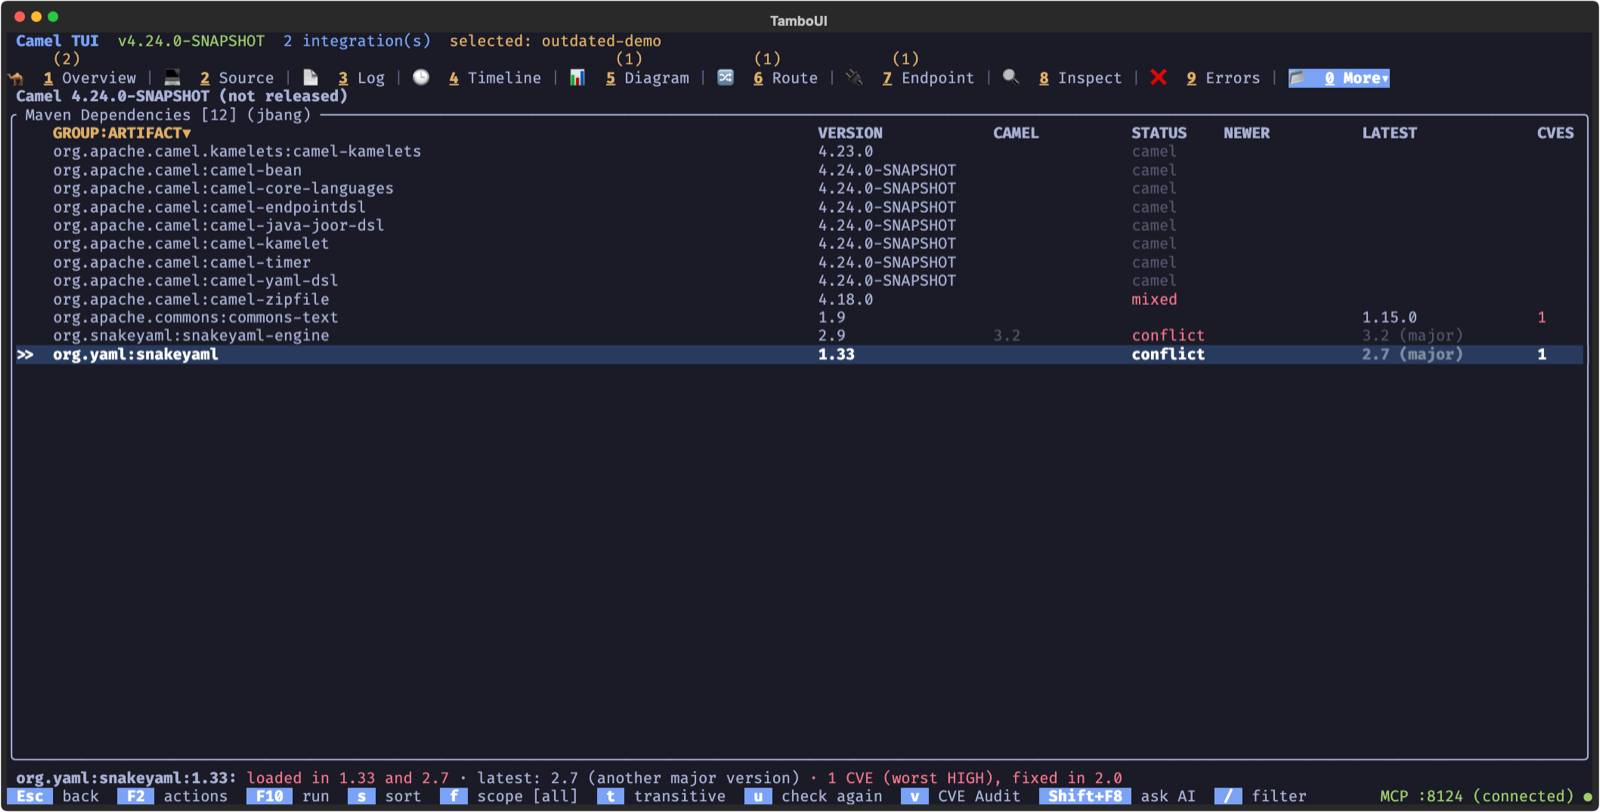 TamboUI
Camel TUI v4.24.0-SNAPSHOT 2 integration(s) selected: outdated-demo
(2) (1) (1) (1)
1 Overview | 2 Source | 3 Log | 4 Timeline | 5 Diagram | 6 Route | 7 Endpoint | 8 Inspect | 9 Errors | 0 More▾
Camel 4.24.0-SNAPSHOT (not released)
Maven Dependencies [12] (jbang)
GROUP:ARTIFACT▼ VERSION CAMEL STATUS NEWER LATEST CVES
org.apache.camel.kamelets:camel-kamelets 4.23.0 camel
org.apache.camel:camel-bean 4.24.0-SNAPSHOT camel
org.apache.camel:camel-core-languages 4.24.0-SNAPSHOT camel
org.apache.camel:camel-endpointdsl 4.24.0-SNAPSHOT camel
org.apache.camel:camel-java-joor-dsl 4.24.0-SNAPSHOT camel
org.apache.camel:camel-kamelet 4.24.0-SNAPSHOT camel
org.apache.camel:camel-timer 4.24.0-SNAPSHOT camel
org.apache.camel:camel-yaml-dsl 4.24.0-SNAPSHOT camel
org.apache.camel:camel-zipfile 4.18.0 mixed
org.apache.commons:commons-text 1.9 1.15.0 1
org.snakeyaml:snakeyaml-engine 2.9 3.2 conflict 3.2 (major)
>> org.yaml:snakeyaml 1.33 conflict 2.7 (major) 1
org.yaml:snakeyaml:1.33: loaded in 1.33 and 2.7 · latest: 2.7 (another major version) · 1 CVE (worst HIGH), fixed in 2.0
Esc back F2 actions F10 run s sort f scope [all] t transitive u check again v CVE Audit Shift+F8 ask AI / filter MCP :8124 (connected) ●